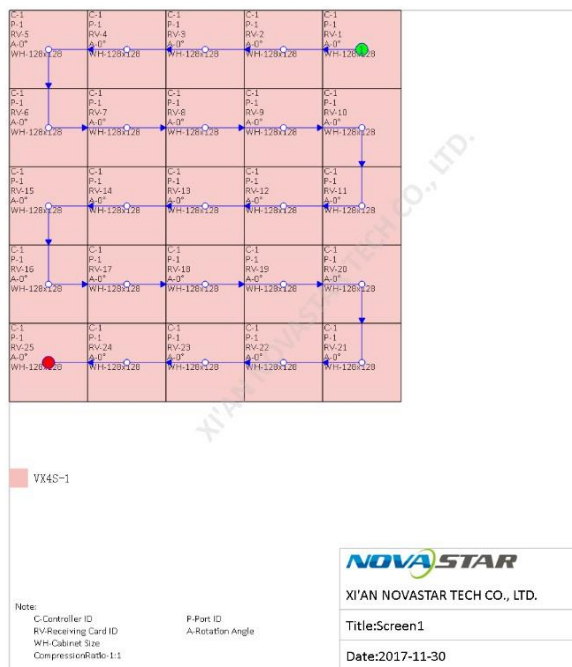 C-1
P-1
RV-5
A-0°
WH-128x128
C-1
P-1
RV-4
A-0°
WH-128x128
C-1
P-1
RV-3
A-0°
WH-128x128
C-1
P-1
RV-2
A-0°
WH-128x128
C-1
P-1
RV-1
A-0°
WH-128x128
C-1
P-1
RV-6
A-0°
WH-128x128
C-1
P-1
RV-7
A-0°
WH-128x128
C-1
P-1
RV-8
A-0°
WH-128x128
C-1
P-1
RV-9
A-0°
WH-128x128
C-1
P-1
RV-10
A-0°
WH-128x128
C-1
P-1
RV-15
A-0°
WH-128x128
C-1
P-1
RV-14
A-0°
WH-128x128
C-1
P-1
RV-13
A-0°
WH-128x128
C-1
P-1
RV-12
A-0°
WH-128x128
C-1
P-1
RV-11
A-0°
WH-128x128
C-1
P-1
RV-16
A-0°
WH-128x128
C-1
P-1
RV-17
A-0°
WH-128x128
C-1
P-1
RV-18
A-0°
WH-128x128
C-1
P-1
RV-19
A-0°
WH-128x128
C-1
P-1
RV-20
A-0°
WH-128x128
C-1
P-1
RV-25
A-0°
WH-128x128
C-1
P-1
RV-24
A-0°
WH-128x128
C-1
P-1
RV-23
A-0°
WH-128x128
C-1
P-1
RV-22
A-0°
WH-128x128
C-1
P-1
RV-21
A-0°
WH-128x128
XI'AN NOVASTAR TECH CO., LTD.
VX4S-1
Note:
C-Controller ID
P-Port ID
RV-Receiving Card ID
A-Rotation Angle
WH-Cabinet Size
CompressionRatio-1:1
NOVASTAR
XI'AN NOVASTAR TECH CO., LTD.
Title:Screen1
Date:2017-11-30